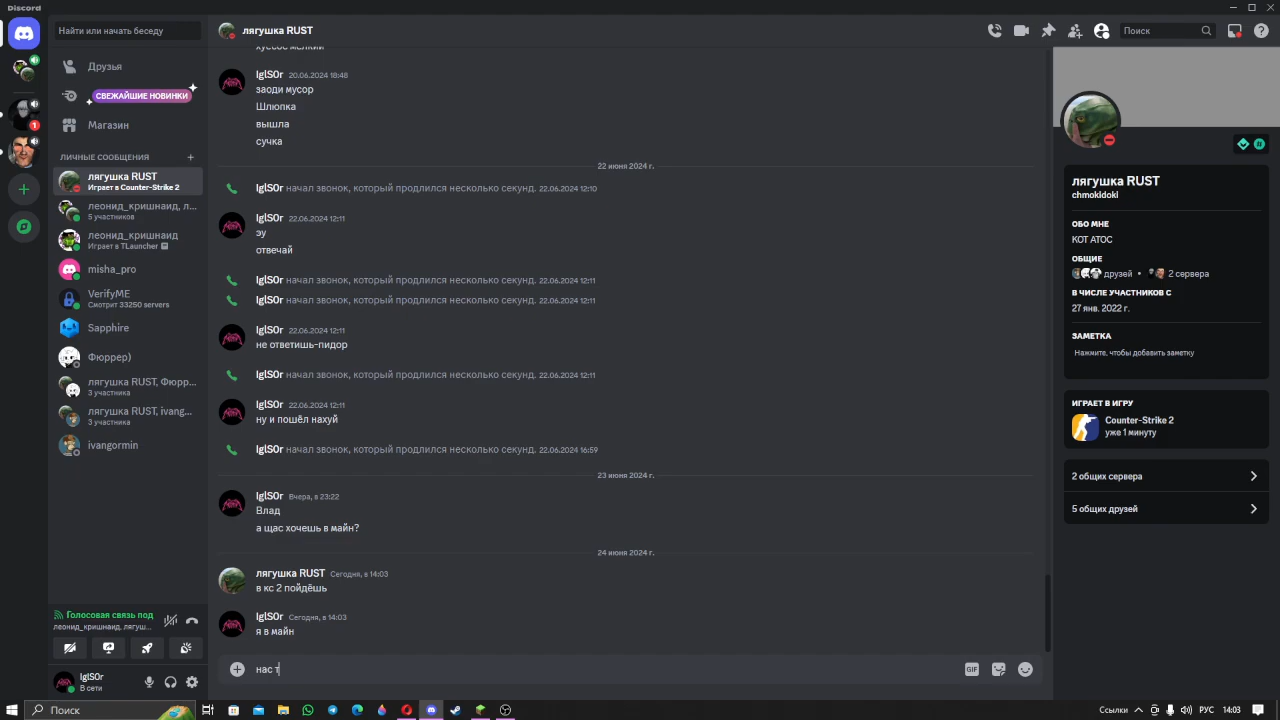 Discord
Найти или начать беседу
Друзья
СВЕЖАЙШИЕ НОВИНКИ
Магазин
ЛИЧНЫЕ СООБЩЕНИЯ
лягушка RUST
Играет в Counter-Strike 2
леонид_кришнаид, л...
5 участников
леонид_кришнаид
Играет в TLauncher
misha_pro
VerifyME
Смотрит 33250 servers
Sapphire
Фюррер)
лягушка RUST, Фюрр...
3 участника
лягушка RUST, ivang...
3 участника
ivangormin
1
Голосовая связь под
леонид_кришнаид, лягуш...
IglS0r
В сети
лягушка RUST
Поиск
хуесос мелкий
IglS0r 20.06.2024 18:48
заоди мусор
Шлюпка
вышла
сучка
22 июня 2024 г.
IglS0r начал звонок, который продлился несколько секунд. 22.06.2024 12:10
IglS0r 22.06.2024 12:11
эу
отвечай
IglS0r начал звонок, который продлился несколько секунд. 22.06.2024 12:11
IglS0r начал звонок, который продлился несколько секунд. 22.06.2024 12:11
IglS0r 22.06.2024 12:11
не ответишь-пидор
IglS0r начал звонок, который продлился несколько секунд. 22.06.2024 12:11
IglS0r 22.06.2024 12:11
ну и пошёл нахуй
IglS0r начал звонок, который продлился несколько секунд. 22.06.2024 16:59
23 июня 2024 г.
IglS0r Вчера, в 23:22
Влад
а щас хочешь в майн?
24 июня 2024 г.
лягушка RUST Сегодня, в 14:03
в кс 2 пойдёшь
IglS0r Сегодня, в 14:03
я в майн
нас т
GIF
лягушка RUST
chmokidoki
ОБО МНЕ
КОТ АТОС
ОБЩИЕ
друзей • 2 сервера
В ЧИСЛЕ УЧАСТНИКОВ С
27 янв. 2022 г.
ЗАМЕТКА
Нажмите, чтобы добавить заметку
ИГРАЕТ В ИГРУ
Counter-Strike 2
уже 1 минуту
2 общих сервера
5 общих друзей
Поиск
Ссылки
РУС
14:03